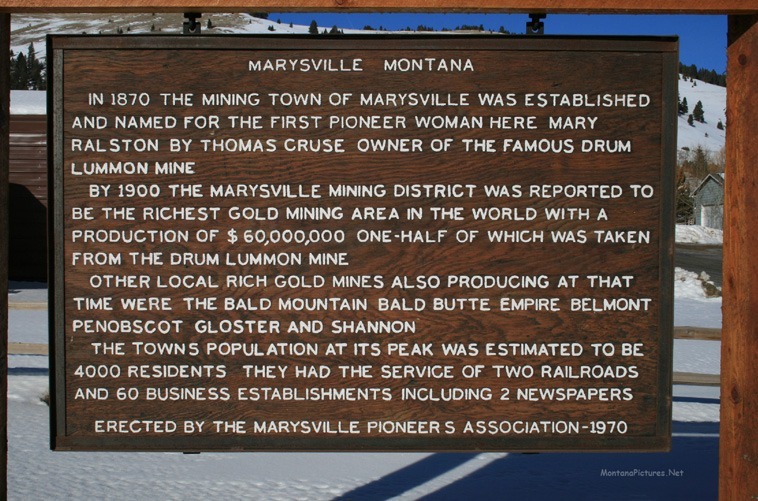 MARYSVILLE MONTANA
IN 1870 THE MINING TOWN OF MARYSVILLE WAS ESTABLISHED
AND NAMED FOR THE FIRST PIONEER WOMAN HERE MARY
RALSTON BY THOMAS CRUSE OWNER OF THE FAMOUS DRUM
LUMMON MINE
BY 1900 THE MARYSVILLE MINING DISTRICT WAS REPORTED TO
BE THE RICHEST GOLD MINING AREA IN THE WORLD WITH A
PRODUCTION OF $60,000,000 ONE-HALF OF WHICH WAS TAKEN
FROM THE DRUM LUMMON MINE
OTHER LOCAL RICH GOLD MINES ALSO PRODUCING AT THAT
TIME WERE THE BALD MOUNTAIN BALD BUTTE EMPIRE BELMONT
PENOBSCOT GLOSTER AND SHANNON
THE TOWNS POPULATION AT ITS PEAK WAS ESTIMATED TO BE
4000 RESIDENTS THEY HAD THE SERVICE OF TWO RAILROADS
AND 60 BUSINESS ESTABLISHMENTS INCLUDING 2 NEWSPAPERS
ERECTED BY THE MARYSVILLE PIONEERS ASSOCIATION-1970
MontanaPictures.Net